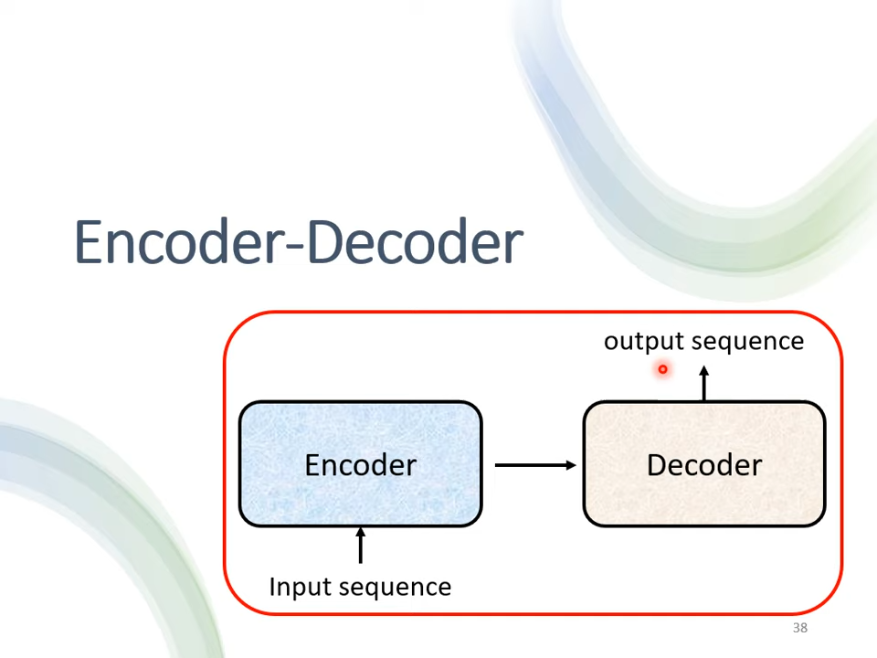 Encoder-Decoder
output sequence
Encoder
Decoder
Input sequence
38